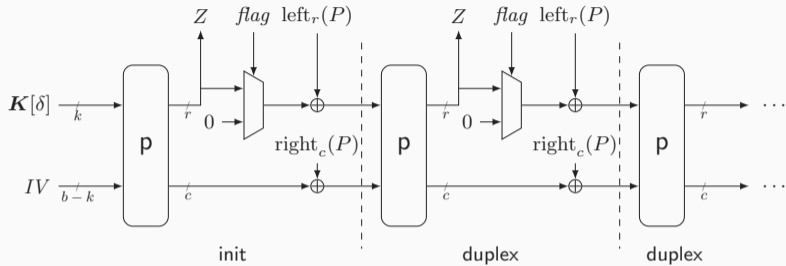 Z flag left_r(P) Z flag left_r(P)
K[δ] k p r p r p r ···
0 0
right_c(P) right_c(P)
IV b − k c c c ···
init duplex duplex